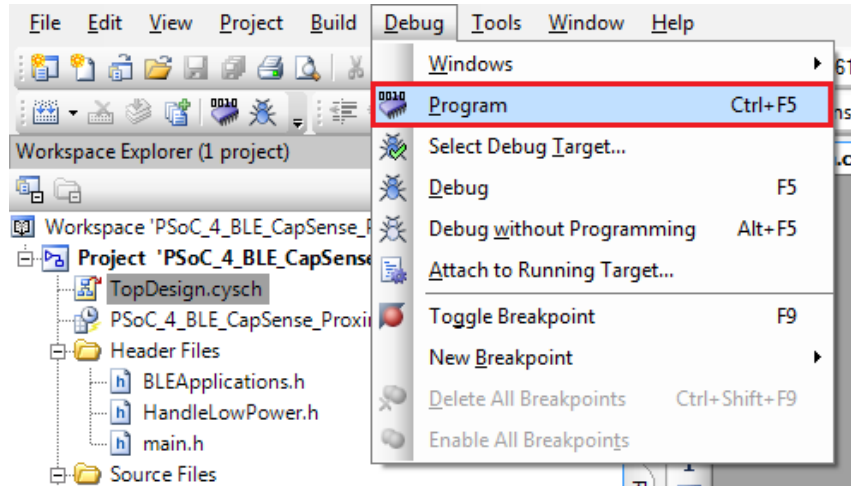 File Edit View Project Build Debug Tools Window Help
Windows
Program Ctrl+F5
Workspace Explorer (1 project)
Select Debug Target...
Debug F5
Workspace 'PSoC_4_BLE_CapSense_
Debug without Programming Alt+F5
Project 'PSoC_4_BLE_CapSense
Attach to Running Target...
TopDesign.cysch
PSoC_4_BLE_CapSense_Proxi
Toggle Breakpoint F9
Header Files
New Breakpoint
BLEApplications.h
Delete All Breakpoints Ctrl+Shift+F9
HandleLowPower.h
Enable All Breakpoints
main.h
Source Files